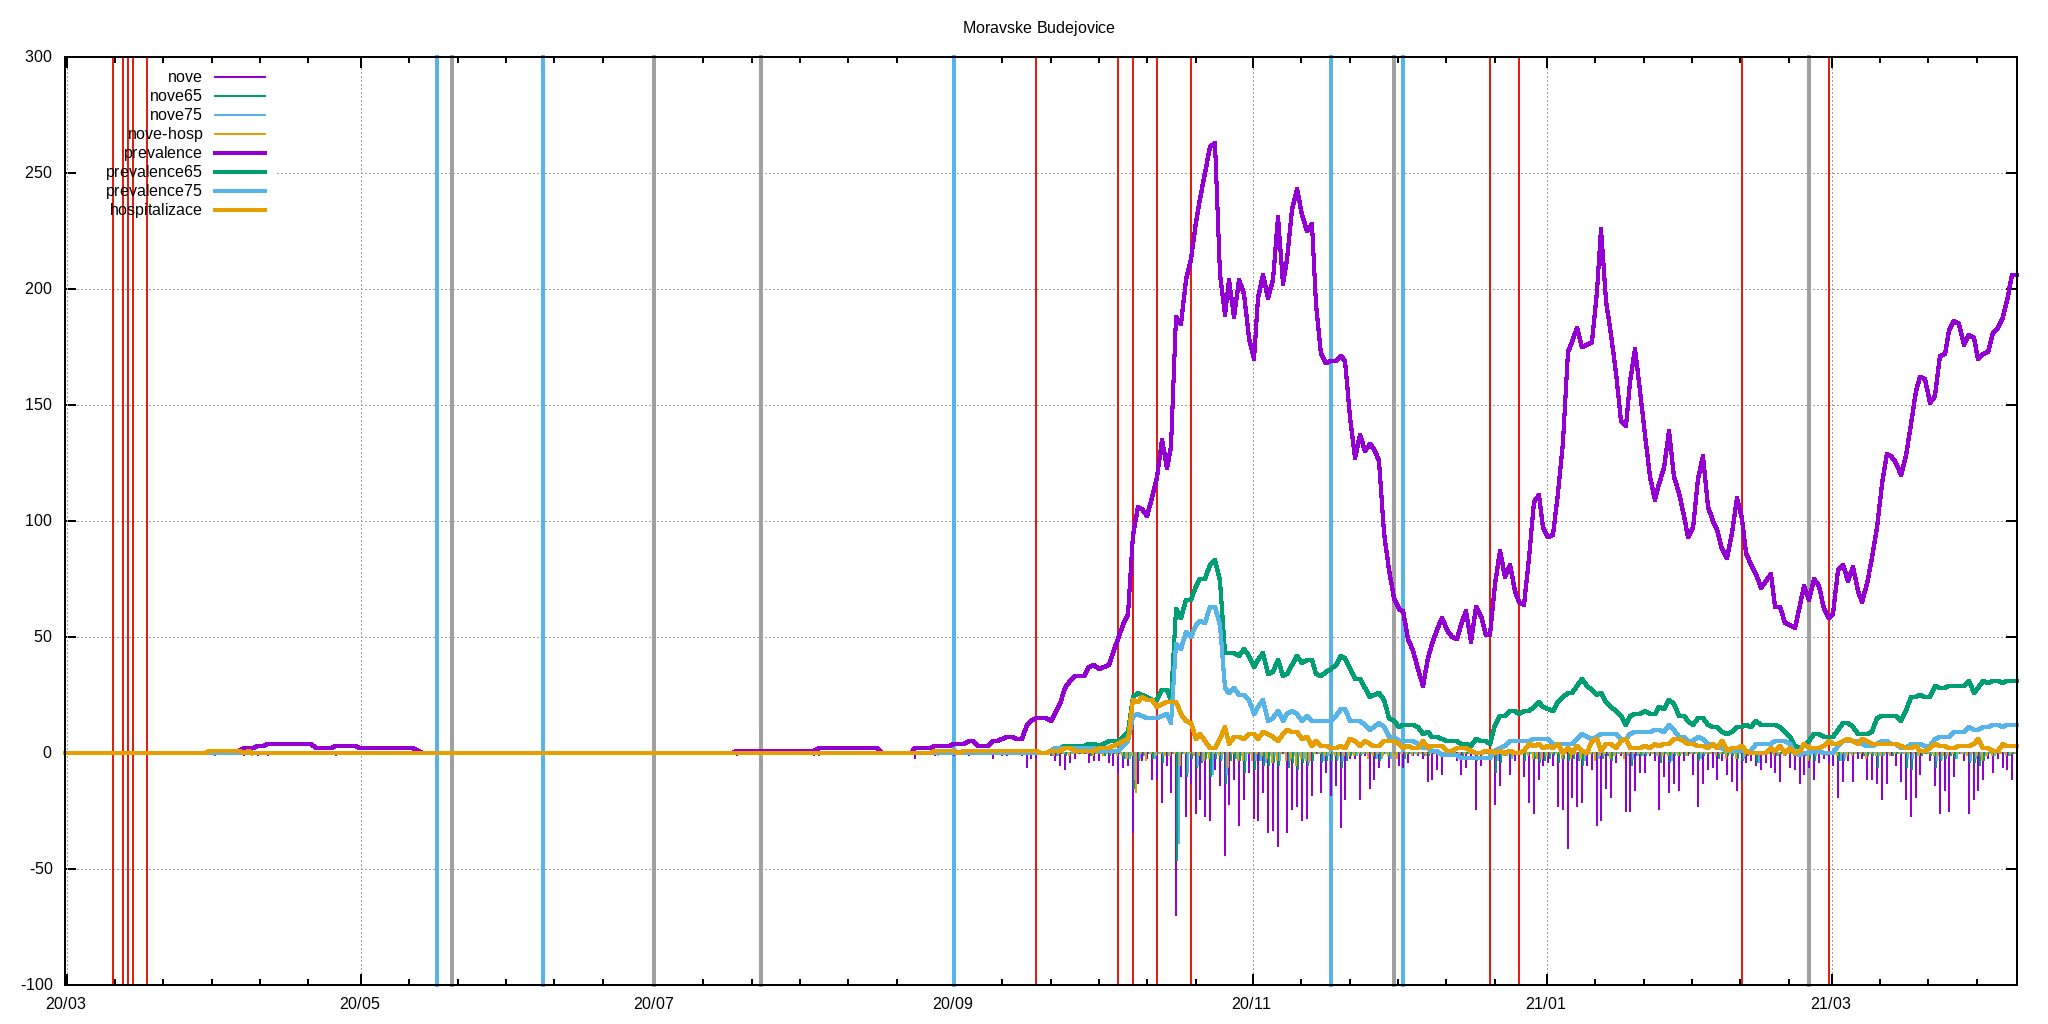 Moravske Budejovice
300
250
200
150
100
50
0
-50
-100
nove
nove65
nove75
nove-hosp
prevalence
prevalence65
prevalence75
hospitalizace
20/03 20/05 20/07 20/09 20/11 21/01 21/03